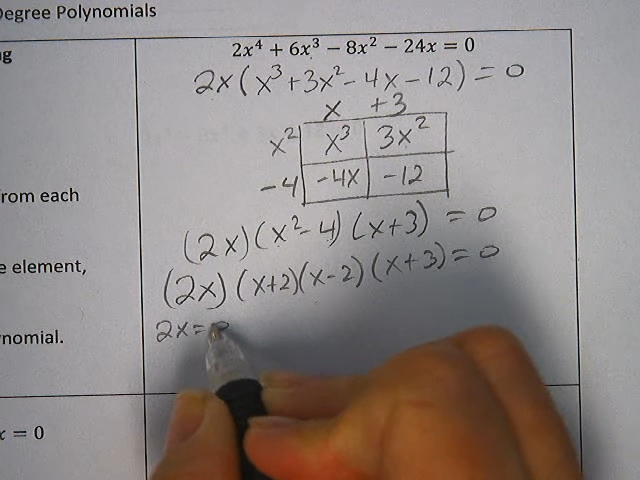 Degree Polynomials
g
2x⁴ + 6x³ − 8x² − 24x = 0
2x(x³+3x²-4x-12) = 0
x +3
x² x³ 3x²
-4 -4x -12
rom each
(2x)(x²-4)(x+3) = 0
e element,
(2x)(x+2)(x-2)(x+3) = 0
2x=0
nomial.
x = 0